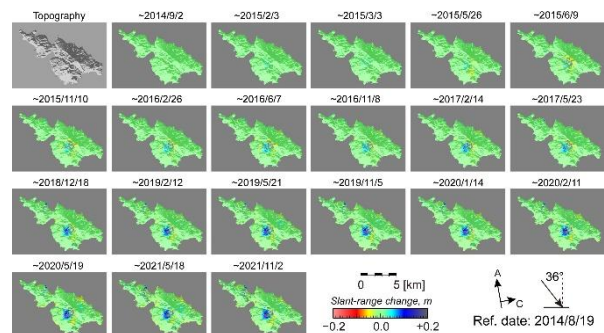 Topography ~2014/9/2 ~2015/2/3 ~2015/3/3 ~2015/5/26 ~2015/6/9
~2015/11/10 ~2016/2/26 ~2016/6/7 ~2016/11/8 ~2017/2/14 ~2017/5/23
~2018/12/18 ~2019/2/12 ~2019/5/21 ~2019/11/5 ~2020/1/14 ~2020/2/11
~2020/5/19 ~2021/5/18 ~2021/11/2
0 5 [km]
Slant-range change, m
−0.2 0.0 +0.2
A
C
36°
Ref. date: 2014/8/19